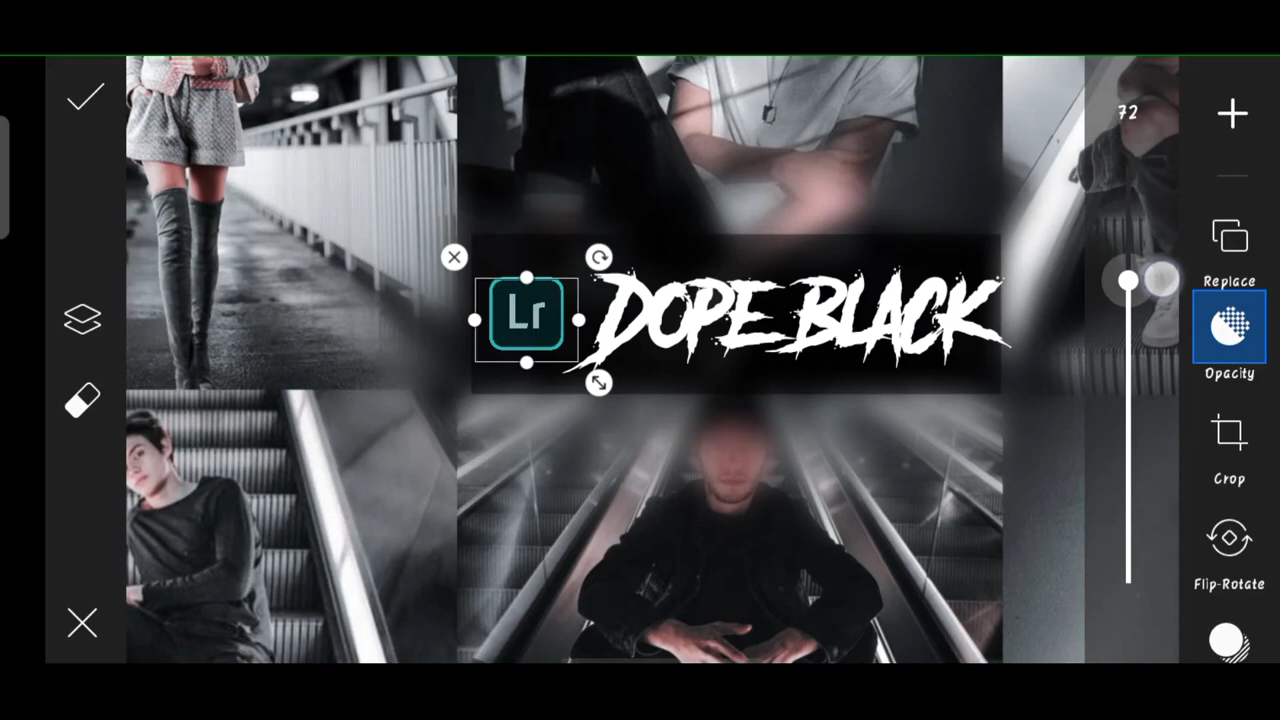 72
Replace
Lr DOPE BLACK
Opacity
Crop
Flip-Rotate